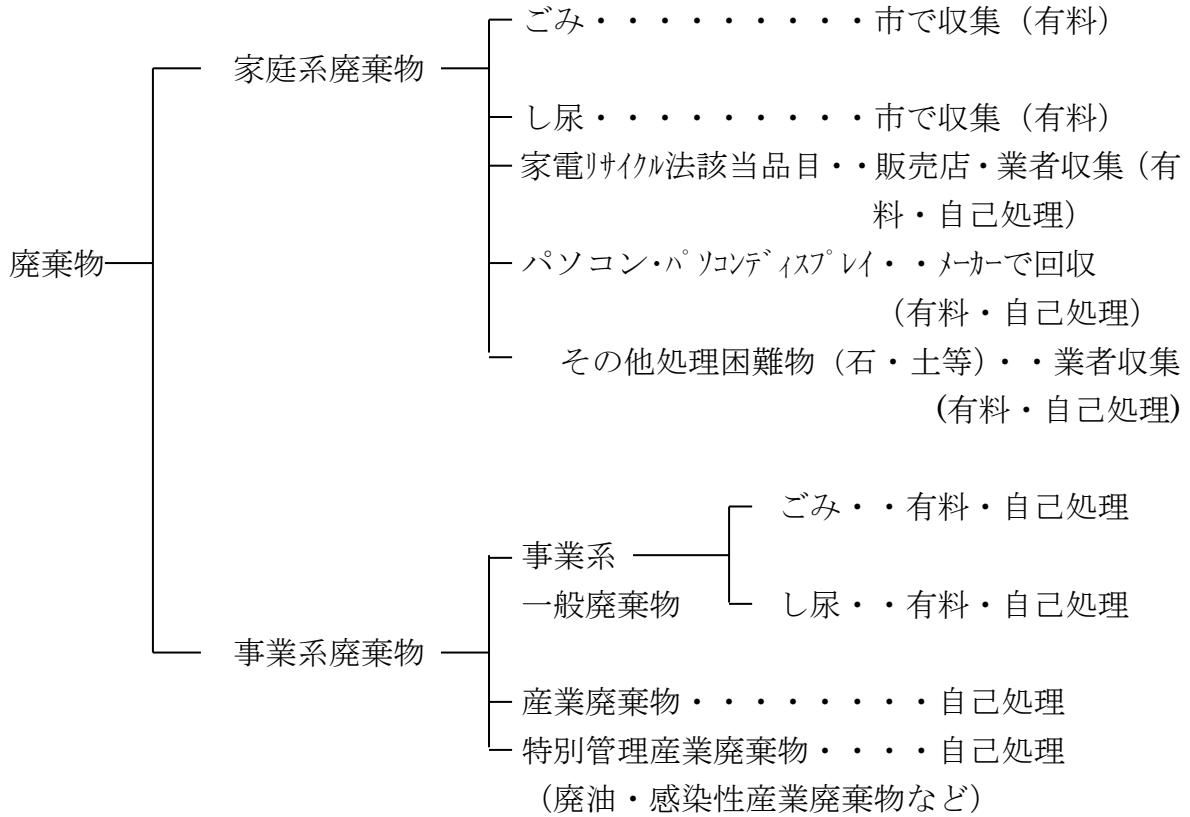 ごみ・・・・・・・・・市で収集（有料）
家庭系廃棄物
し尿・・・・・・・・・市で収集（有料）
家電ﾘｻｲｸﾙ法該当品目・・販売店・業者収集（有
料・自己処理）
廃棄物
パソコン・ﾊﾟｿｺﾝﾃﾞｨｽﾌﾟﾚｲ・・ﾒｰｶｰで回収
（有料・自己処理）
その他処理困難物（石・土等）・・業者収集
(有料・自己処理)
ごみ・・有料・自己処理
事業系
一般廃棄物
し尿・・有料・自己処理
事業系廃棄物
産業廃棄物・・・・・・・・自己処理
特別管理産業廃棄物・・・・自己処理
（廃油・感染性産業廃棄物など）